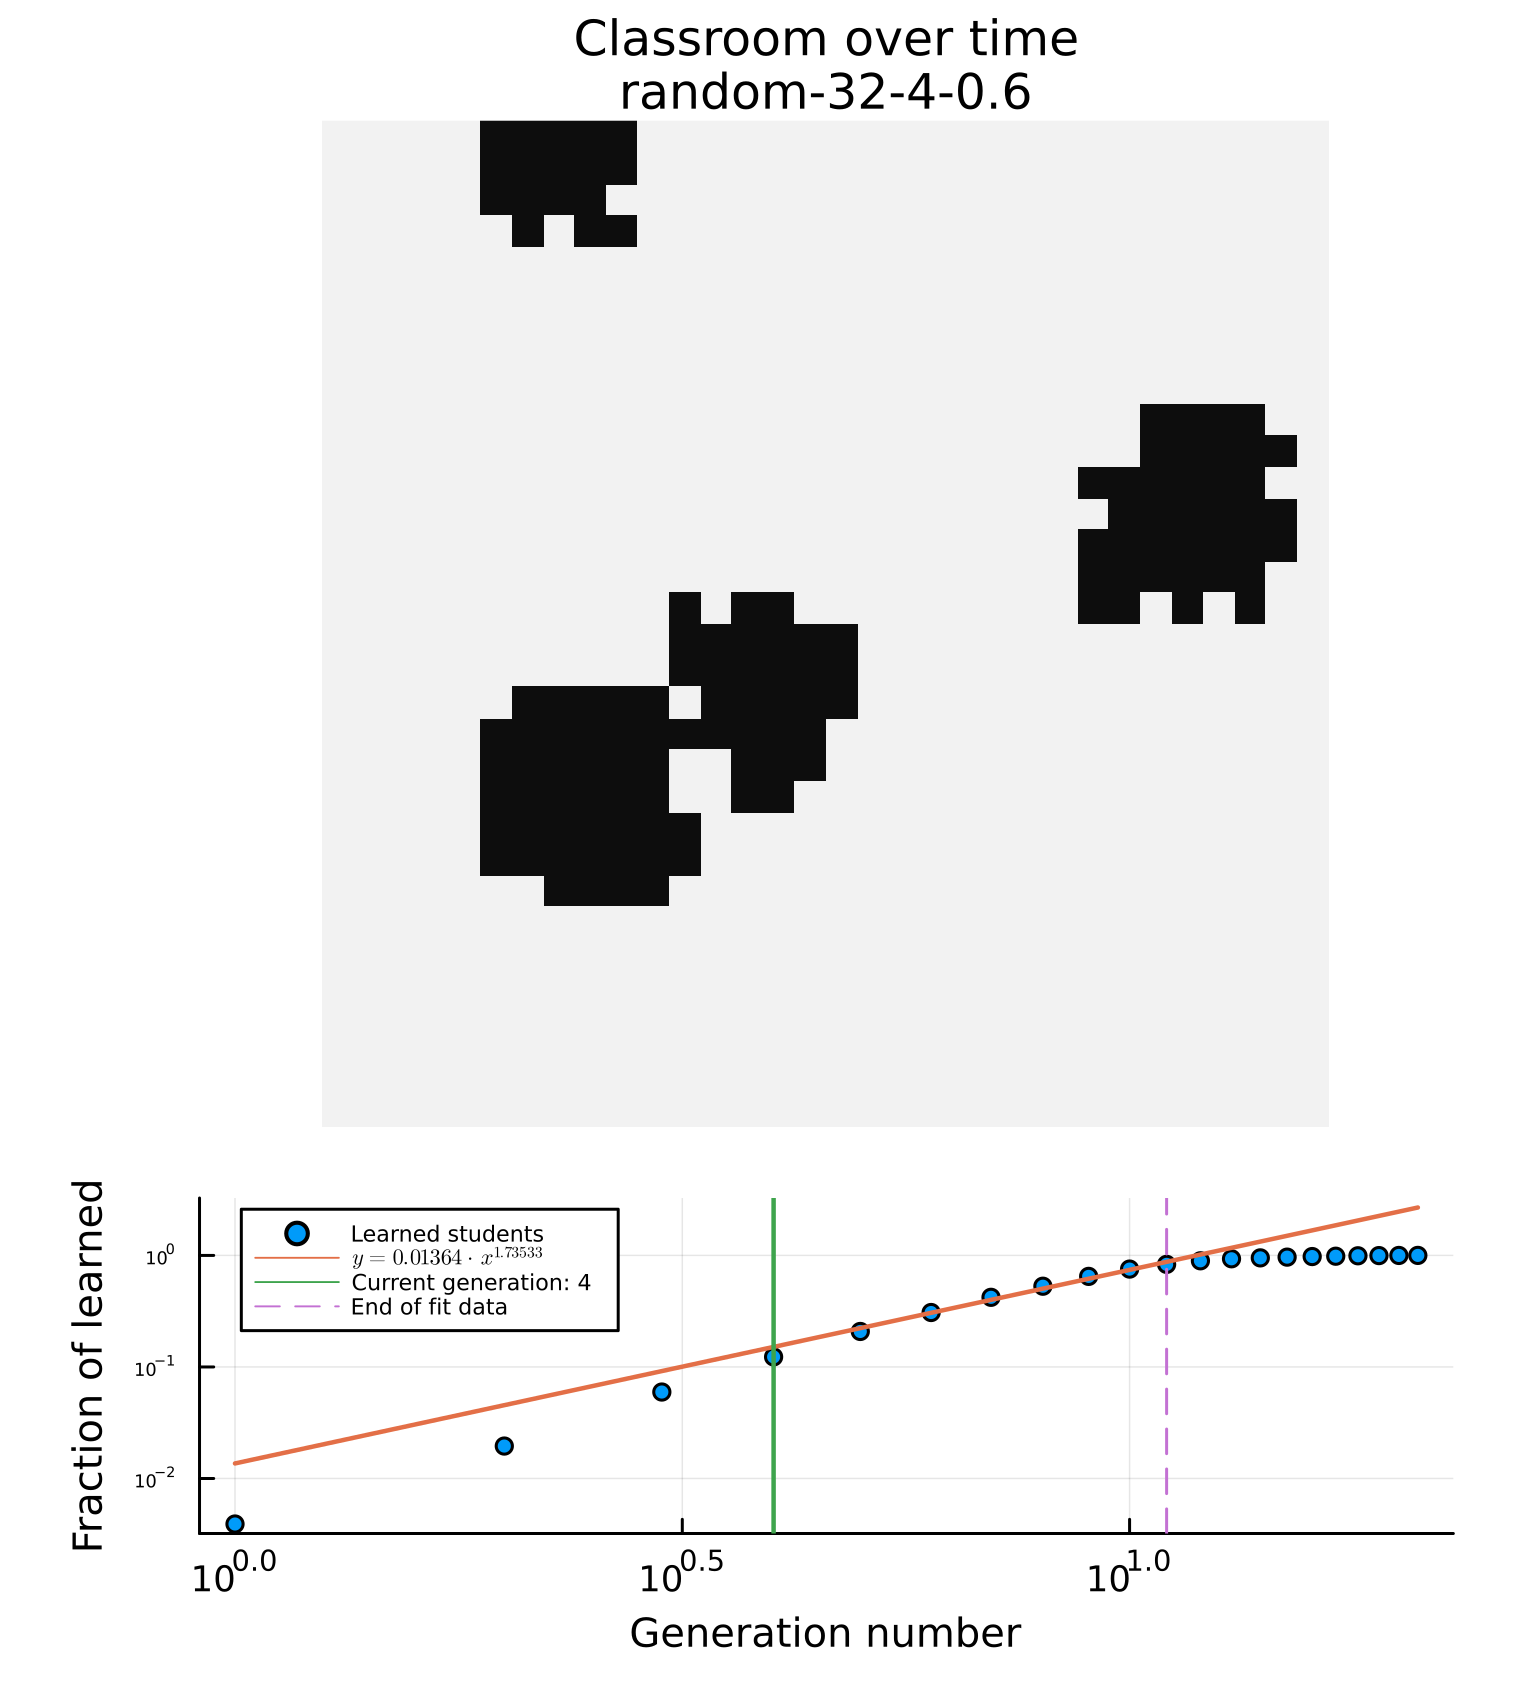 Classroom over time
random-32-4-0.6
Fraction of learned
10⁰
10⁻¹
10⁻²
Learned students
y = 0.01364 · x^1.73533
Current generation: 4
End of fit data
10^0.0
10^0.5
10^1.0
Generation number